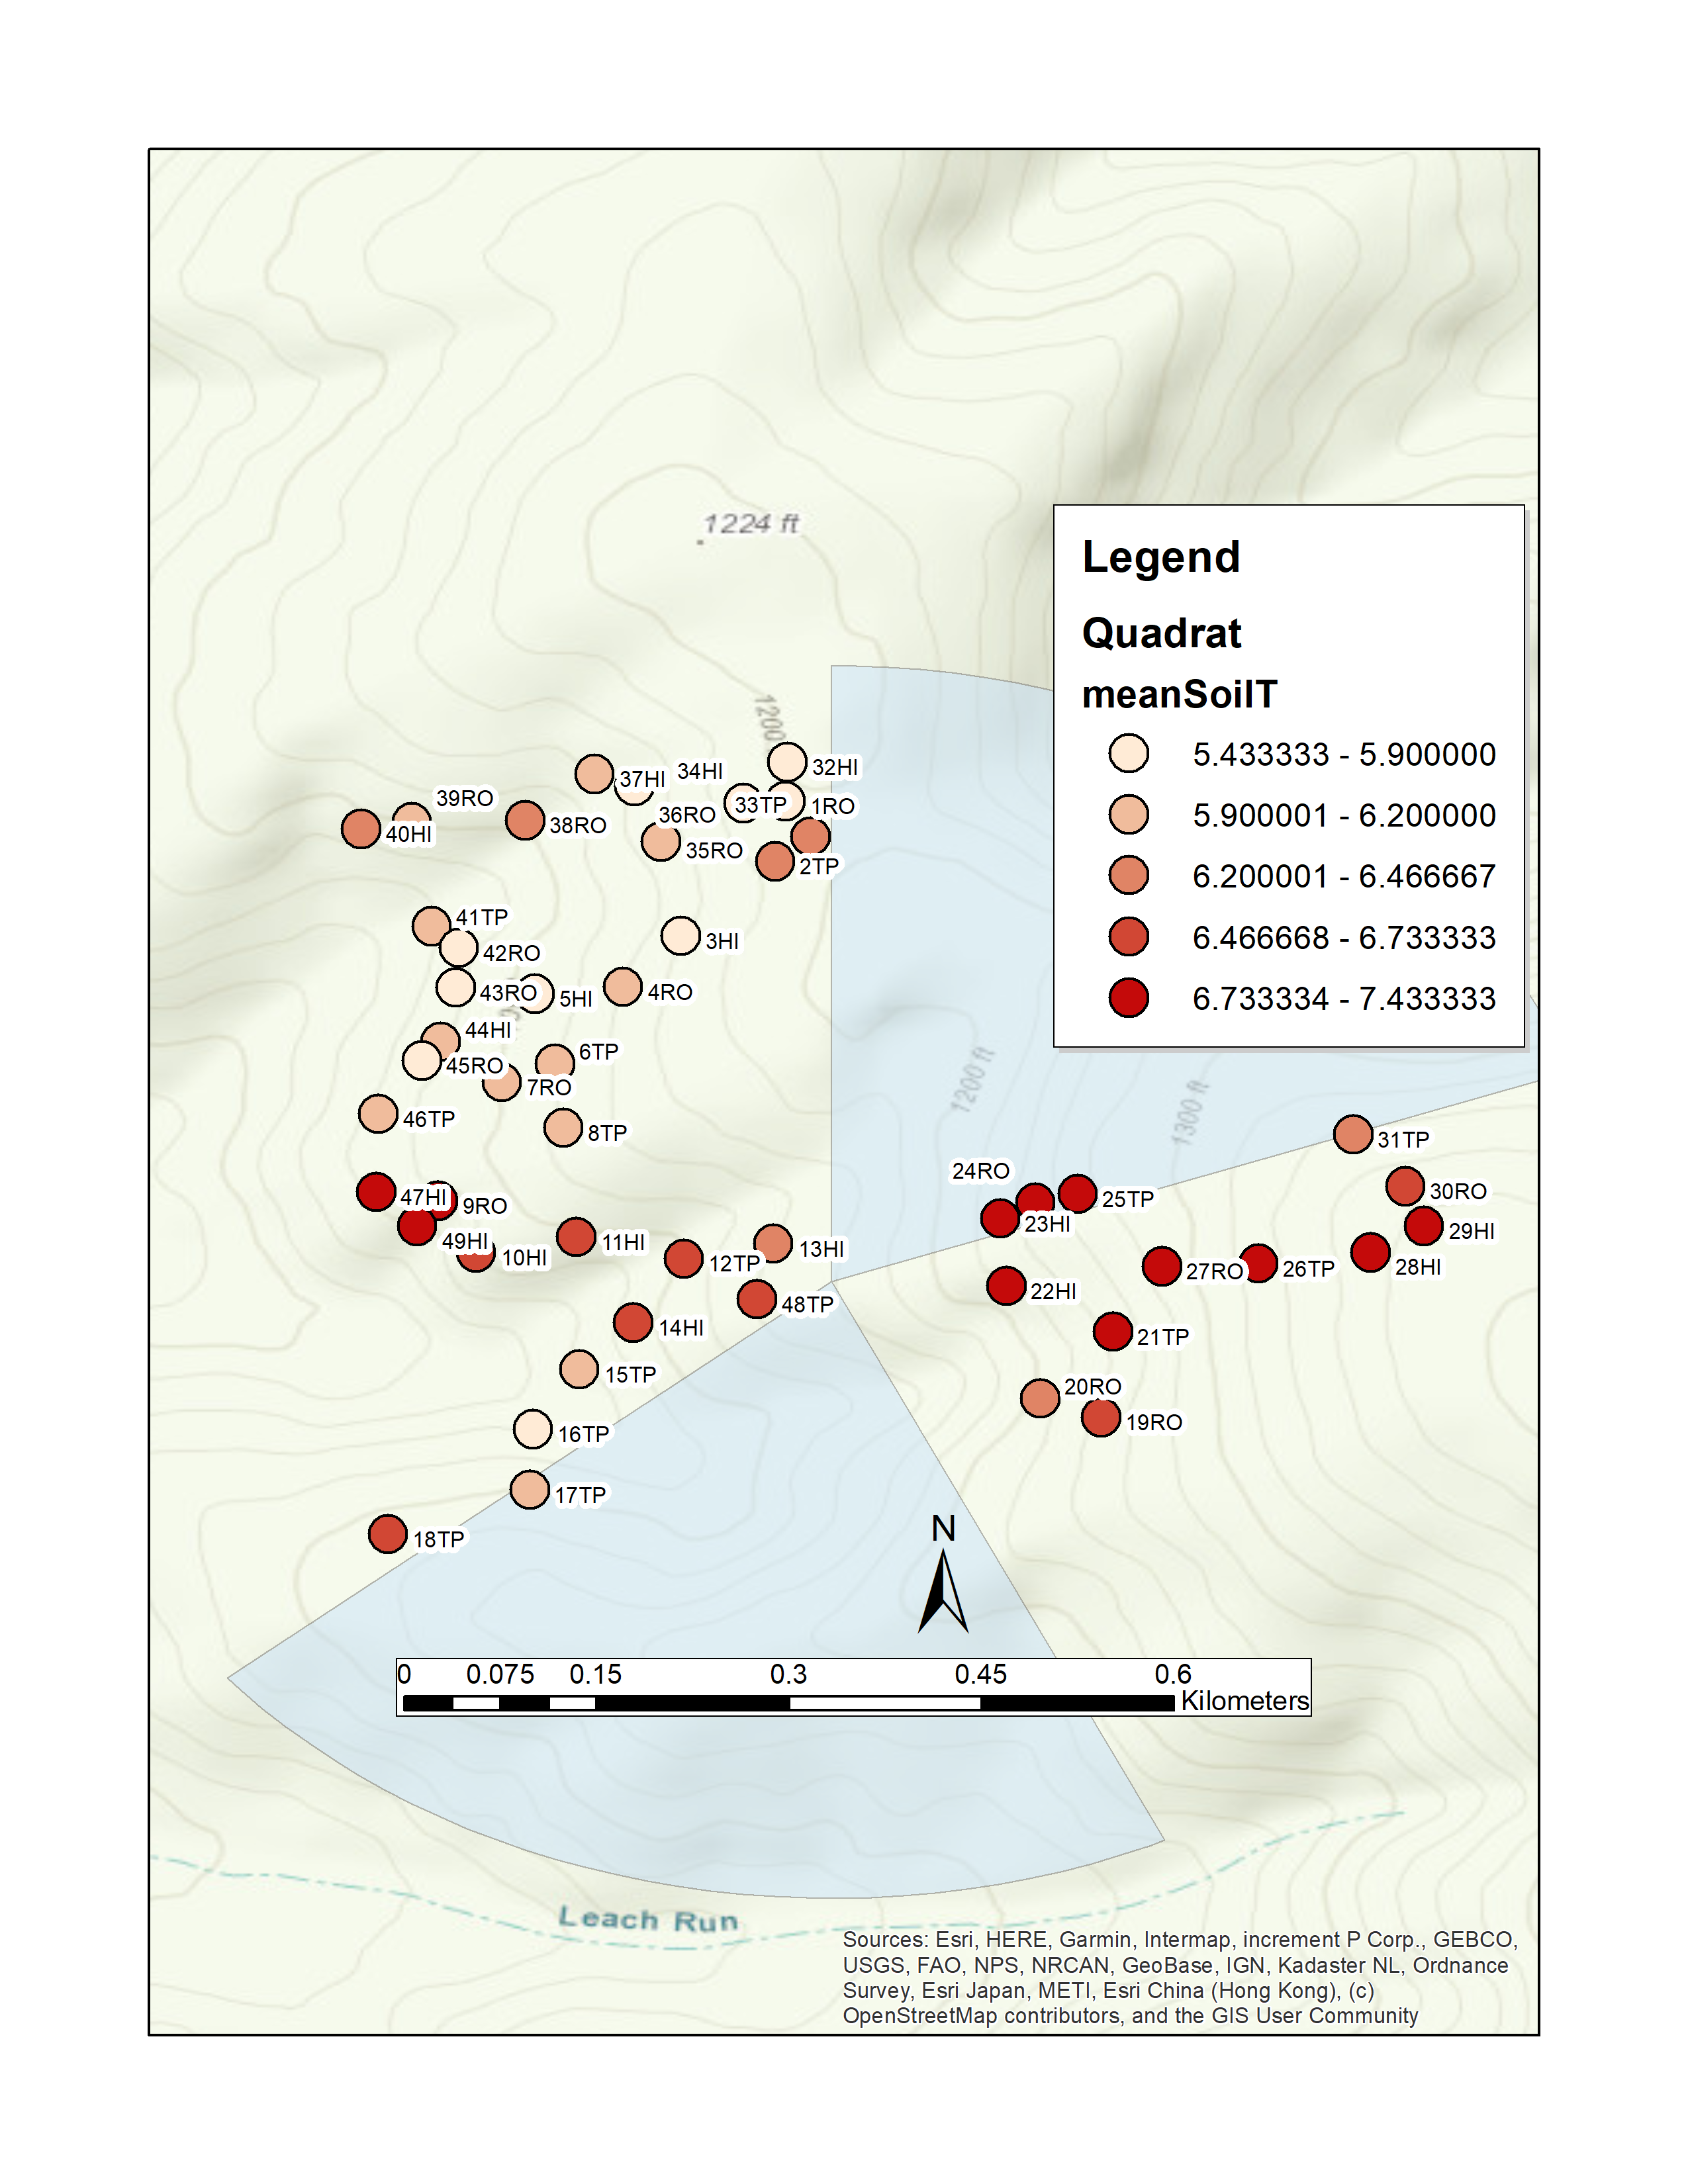 1224 ft
Legend
Quadrat
meanSoilT
5.433333 - 5.900000
5.900001 - 6.200000
6.200001 - 6.466667
6.466668 - 6.733333
6.733334 - 7.433333
1200
32HI
34HI
37HI
33TP
1RO
39RO
36RO
40HI
38RO
35RO
2TP
41TP
3HI
42RO
43RO
5HI
4RO
44HI
6TP
45RO
7RO
46TP
8TP
1200 ft
1300 ft
31TP
24RO
30RO
47HI
9RO
25TP
23HI
29HI
49HI
11HI
13HI
10HI
12TP
27RO
26TP
28HI
22HI
48TP
14HI
21TP
15TP
20RO
19RO
16TP
17TP
18TP
N
0 0.075 0.15 0.3 0.45 0.6
Kilometers
Leach Run
Sources: Esri, HERE, Garmin, Intermap, increment P Corp., GEBCO,
USGS, FAO, NPS, NRCAN, GeoBase, IGN, Kadaster NL, Ordnance
Survey, Esri Japan, METI, Esri China (Hong Kong), (c)
OpenStreetMap contributors, and the GIS User Community